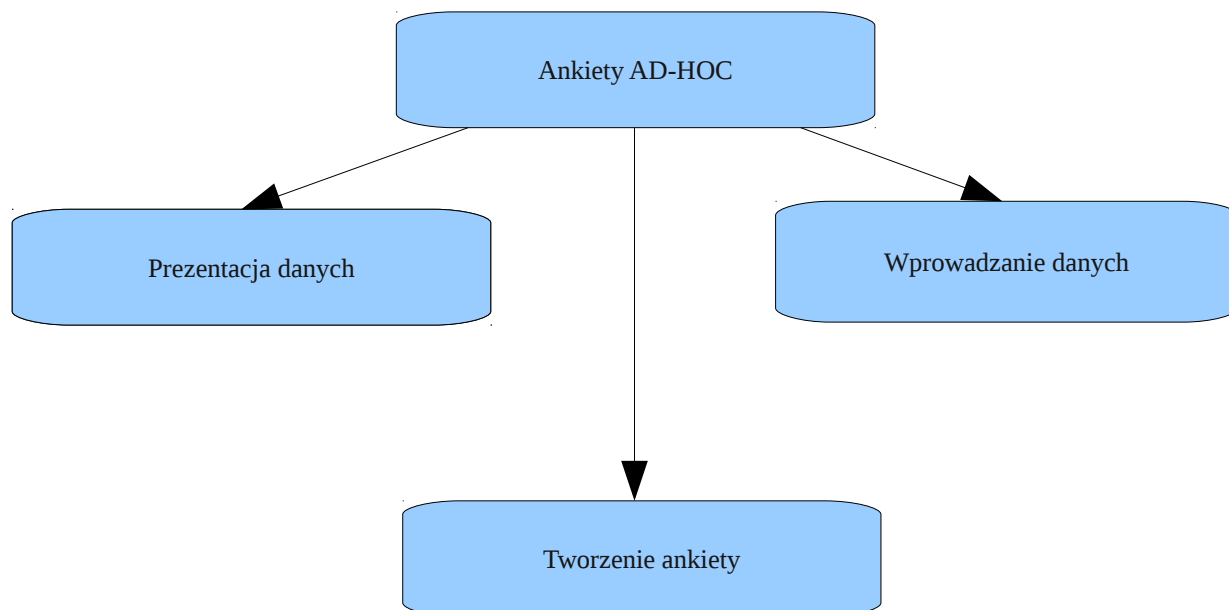 Ankiety AD-HOC
Prezentacja danych
Wprowadzanie danych
Tworzenie ankiety